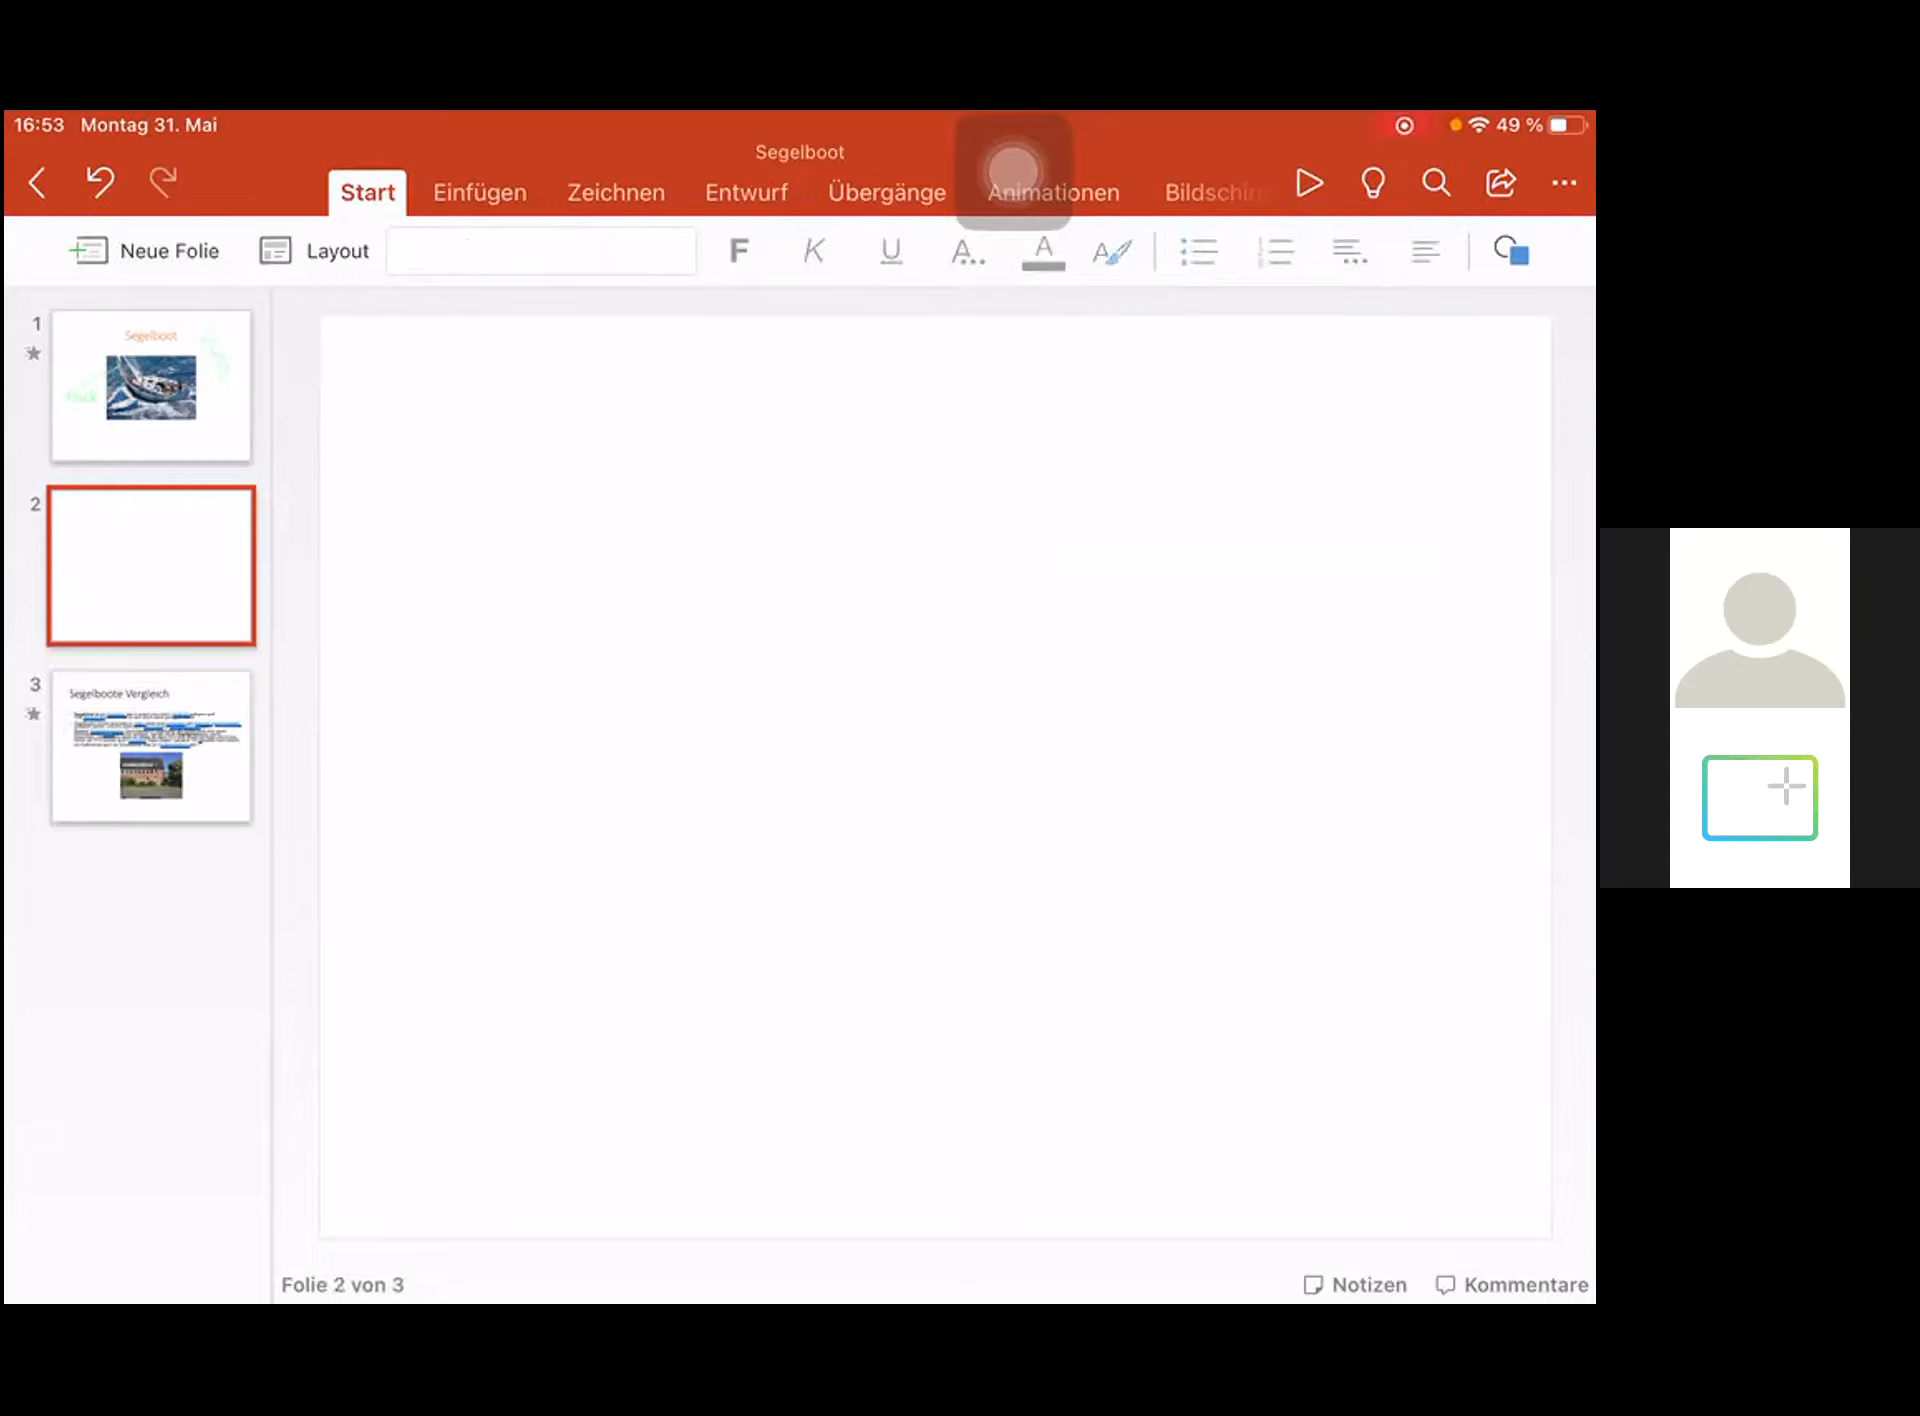 16:53 Montag 31. Mai
49 %
Segelboot
Start Einfügen Zeichnen Entwurf Übergänge Animationen Bildschirm
Neue Folie Layout F K U A... A A
1
Segelboot
2
3
Segelboote Vergleich
Folie 2 von 3
Notizen Kommentare